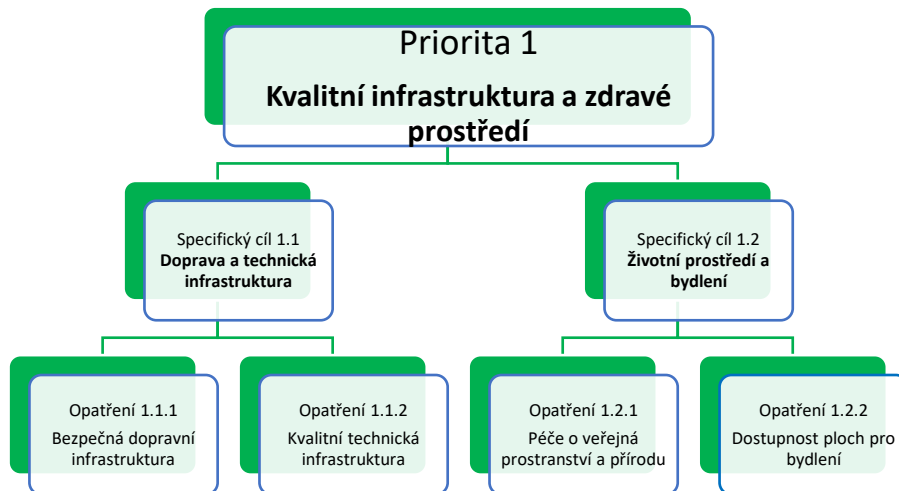 Priorita 1
Kvalitní infrastruktura a zdravé
prostředí
Specifický cíl 1.1
Doprava a technická
infrastruktura
Specifický cíl 1.2
Životní prostředí a
bydlení
Opatření 1.1.1
Bezpečná dopravní
infrastruktura
Opatření 1.1.2
Kvalitní technická
infrastruktura
Opatření 1.2.1
Péče o veřejná
prostranství a přírodu
Opatření 1.2.2
Dostupnost ploch pro
bydlení